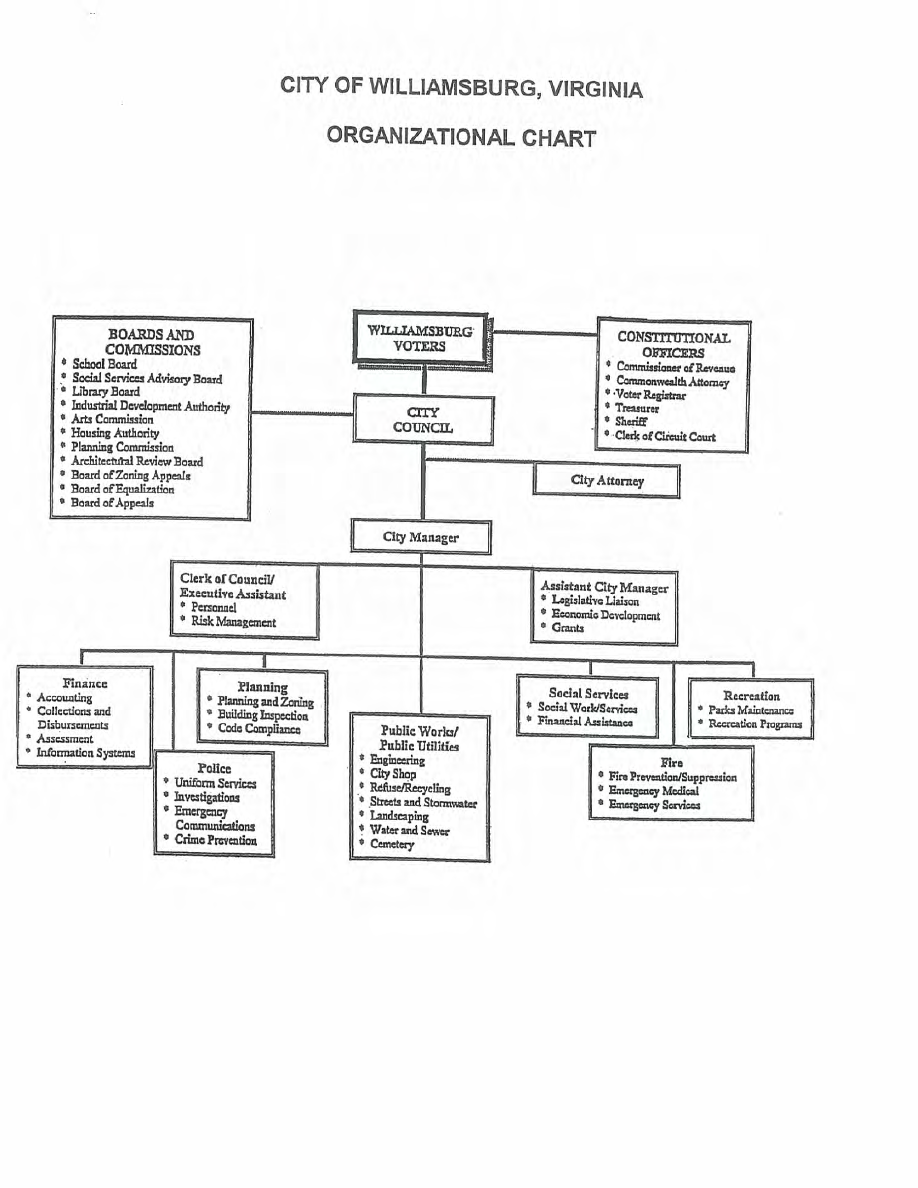 CITY OF WILLIAMSBURG, VIRGINIA
ORGANIZATIONAL CHART
WILLIAMSBURG
VOTERS
BOARDS AND
COMMISSIONS
* School Board
* Social Services Advisory Board
* Library Board
* Industrial Development Authority
* Arts Commission
* Housing Authority
* Planning Commission
* Architectural Review Board
* Board of Zoning Appeals
* Board of Equalization
* Board of Appeals
CONSTITUTIONAL
OFFICERS
* Commissioner of Revenue
* Commonwealth Attorney
* Voter Registrar
* Treasurer
* Sheriff
* Clerk of Circuit Court
CITY
COUNCIL
City Attorney
City Manager
Clerk of Council/
Executive Assistant
* Personnel
* Risk Management
Assistant City Manager
* Legislative Liaison
* Economic Development
* Grants
Finance
* Accounting
* Collections and
Disbursements
* Assessment
* Information Systems
Police
* Uniform Services
* Investigations
* Emergency
Communications
* Crime Prevention
Planning
* Planning and Zoning
* Building Inspection
* Code Compliance
Public Works/
Public Utilities
* Engineering
* City Shop
* Refuse/Recycling
* Streets and Stormwater
* Landscaping
* Water and Sewer
* Cemetery
Social Services
* Social Work/Services
* Financial Assistance
Fire
* Fire Prevention/Suppression
* Emergency Medical
* Emergency Services
Recreation
* Parks Maintenance
* Recreation Programs